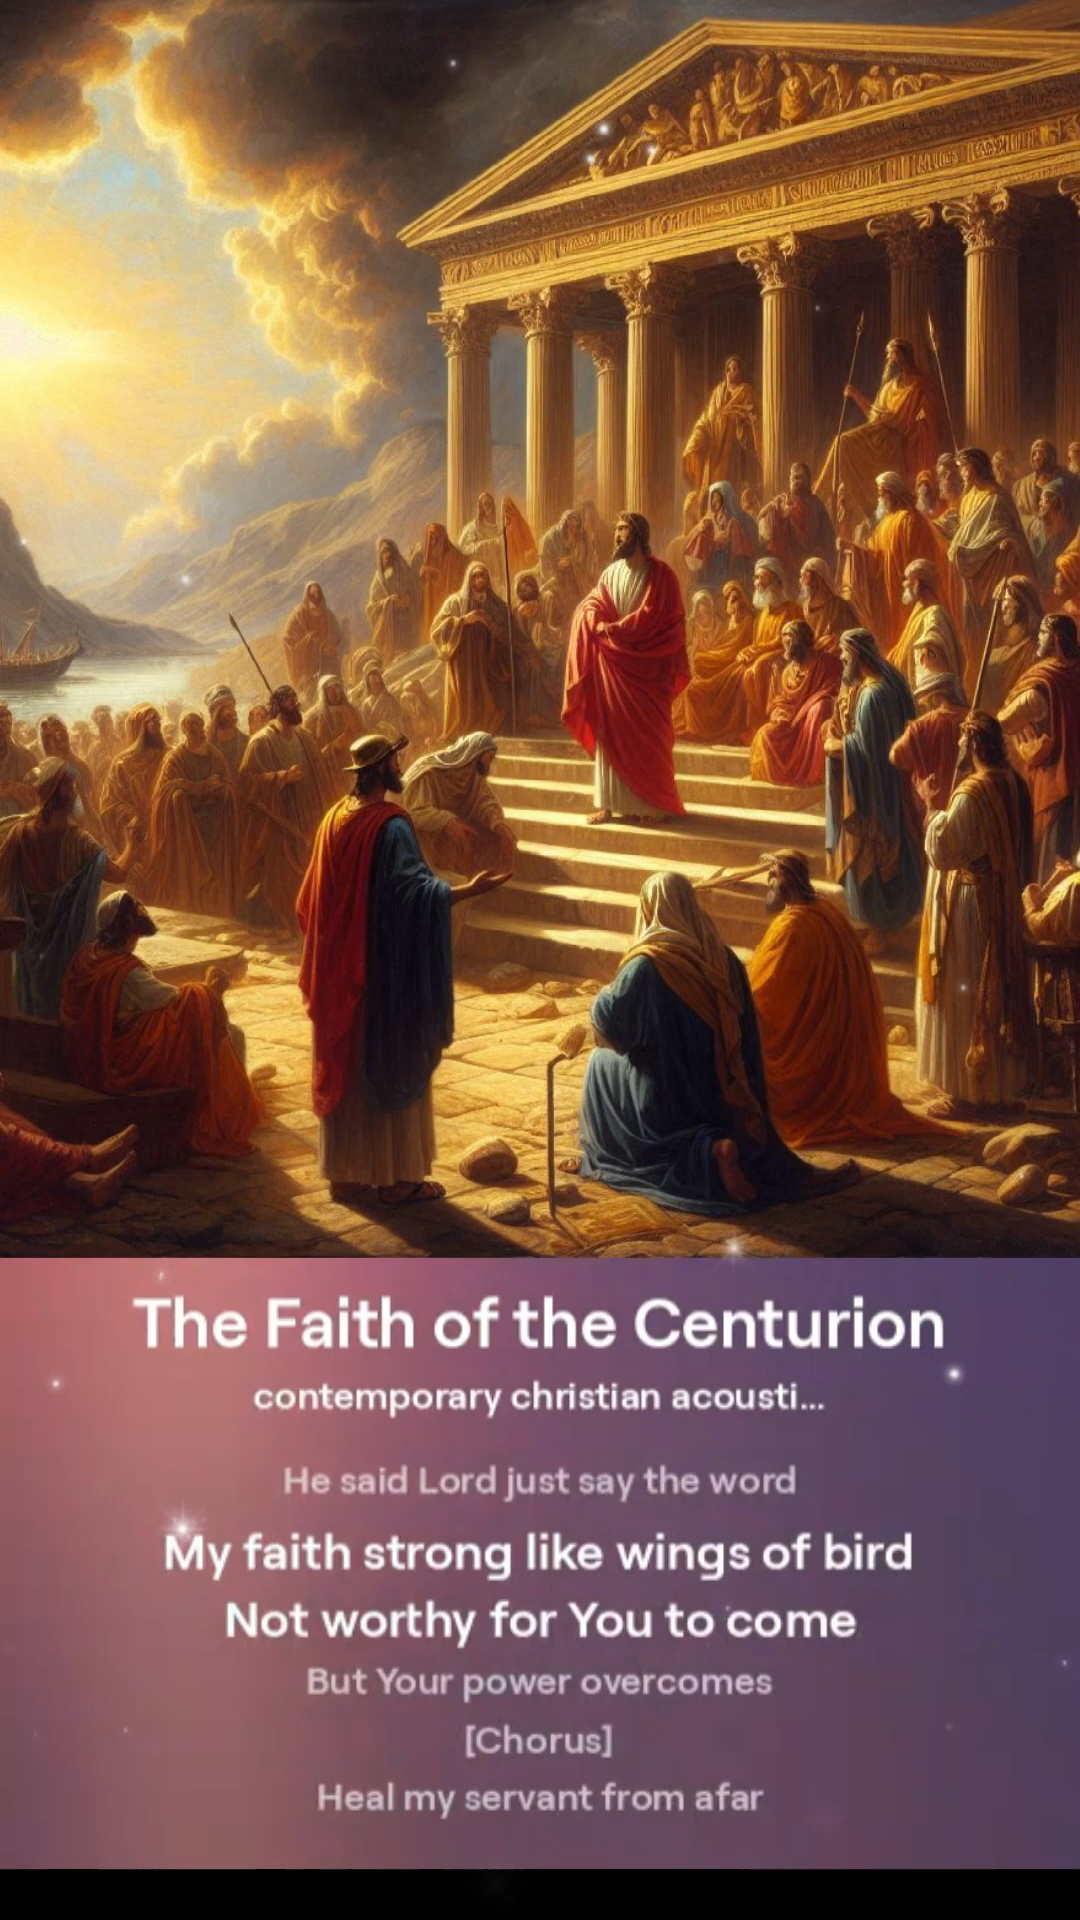 The Faith of the Centurion
contemporary christian acousti...
He said Lord just say the word
My faith strong like wings of bird
Not worthy for You to come
But Your power overcomes
[Chorus]
Heal my servant from afar